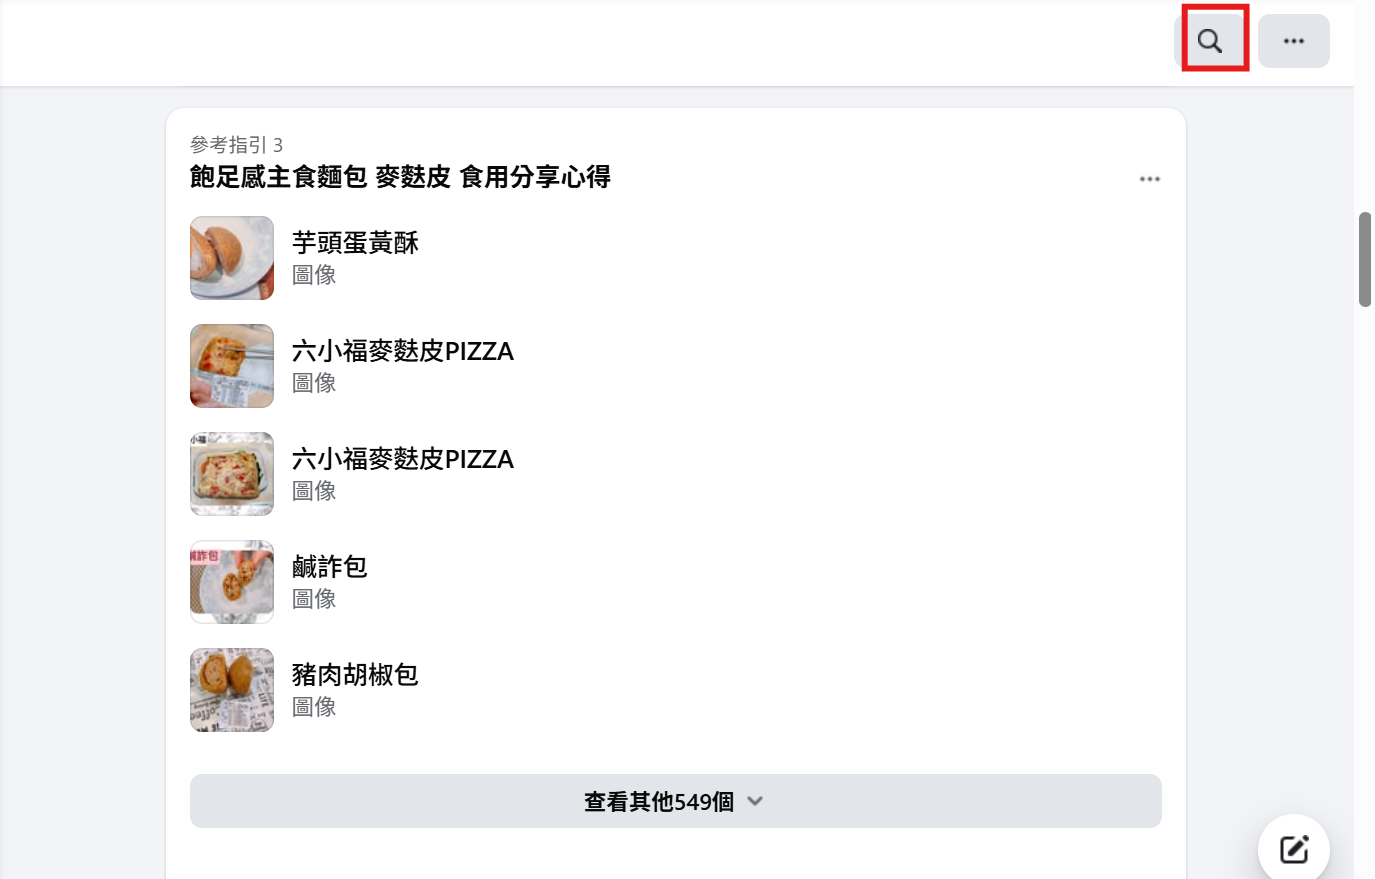 參考指引 3
飽足感主食麵包 麥麩皮 食用分享心得
芋頭蛋黃酥
圖像
六小福麥麩皮PIZZA
圖像
六小福麥麩皮PIZZA
圖像
鹹詐包
圖像
豬肉胡椒包
圖像
查看其他549個